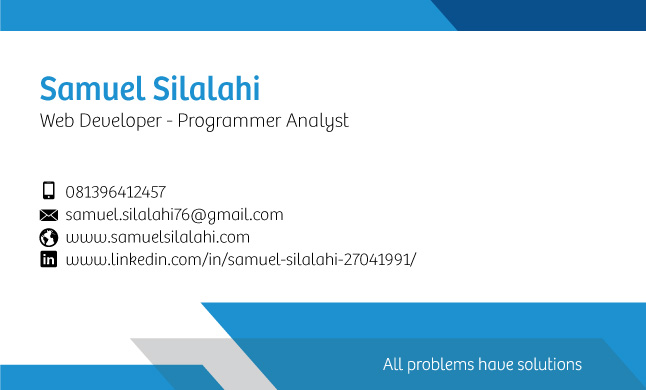 Samuel Silalahi
Web Developer - Programmer Analyst
081396412457
samuel.silalahi76@gmail.com
www.samuelsilalahi.com
in www.linkedin.com/in/samuel-silalahi-27041991/
All problems have solutions